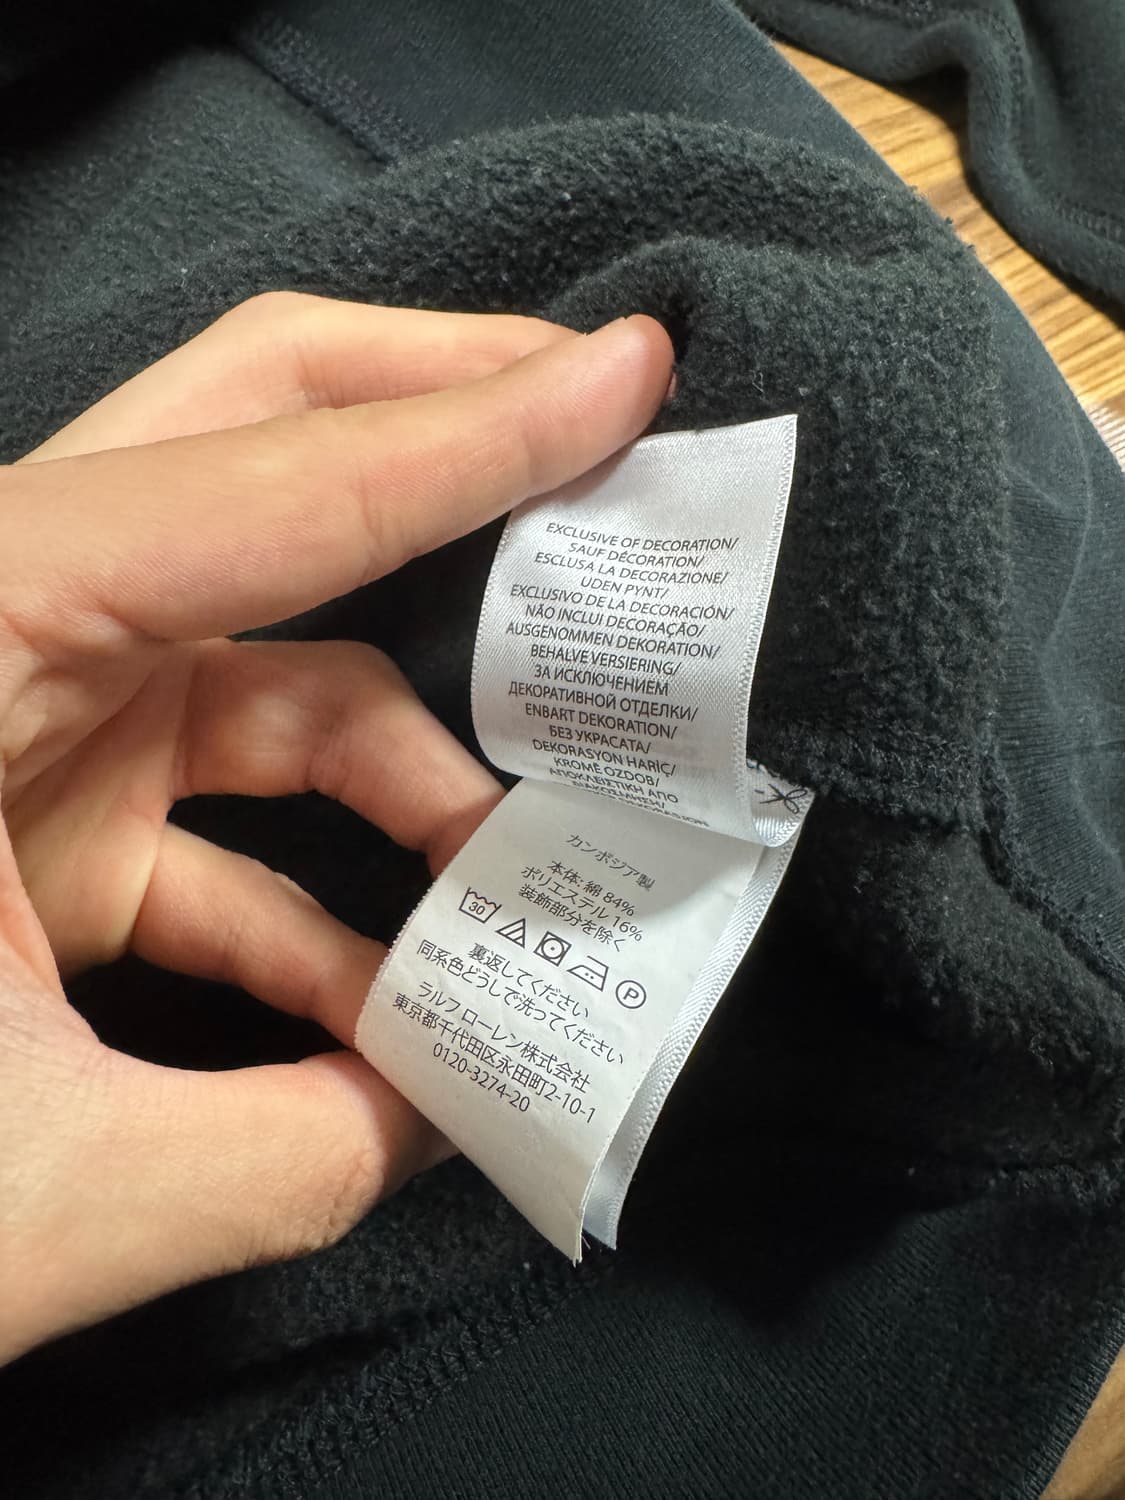 EXCLUSIVE OF DECORATION/
SAUF DÉCORATION/
ESCLUSA LA DECORAZIONE/
UDEN PYNT/
EXCLUSIVO DE LA DECORACIÓN/
NÃO INCLUI DECORAÇÃO/
AUSGENOMMEN DEKORATION/
BEHALVE VERSIERING/
ЗА ИСКЛЮЧЕНИЕМ
ДЕКОРАТИВНОЙ ОТДЕЛКИ/
ENBART DEKORATION/
БЕЗ УКРАСАТА/
DEKORASYON HARIÇ/
KROMĚ OZDOB/
ΑΠΟΚΛΕΙΣΤΙΚΗ ΑΠΟ
ΔΙΑΚΟΣΜΗΣΗ/
カンボジア製
本体: 綿 84%
ポリエステル 16%
装飾部分を除く
30
P
裏返してください
同系色どうしで洗ってください
ラルフ ローレン株式会社
東京都千代田区永田町2-10-1
0120-3274-20